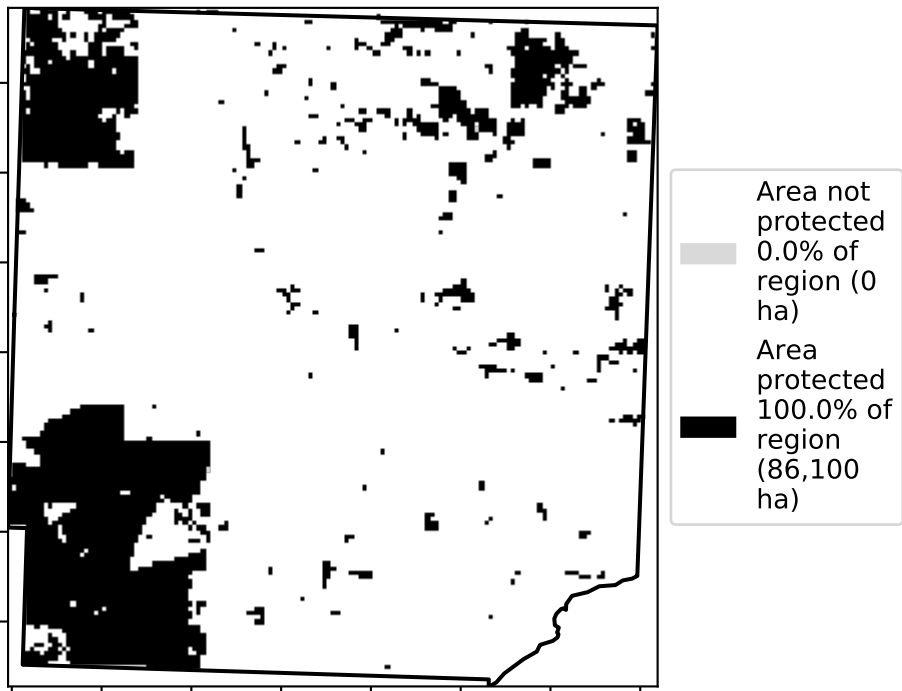 Area not
protected
0.0% of
region (0
ha)
Area
protected
100.0% of
region
(86,100
ha)